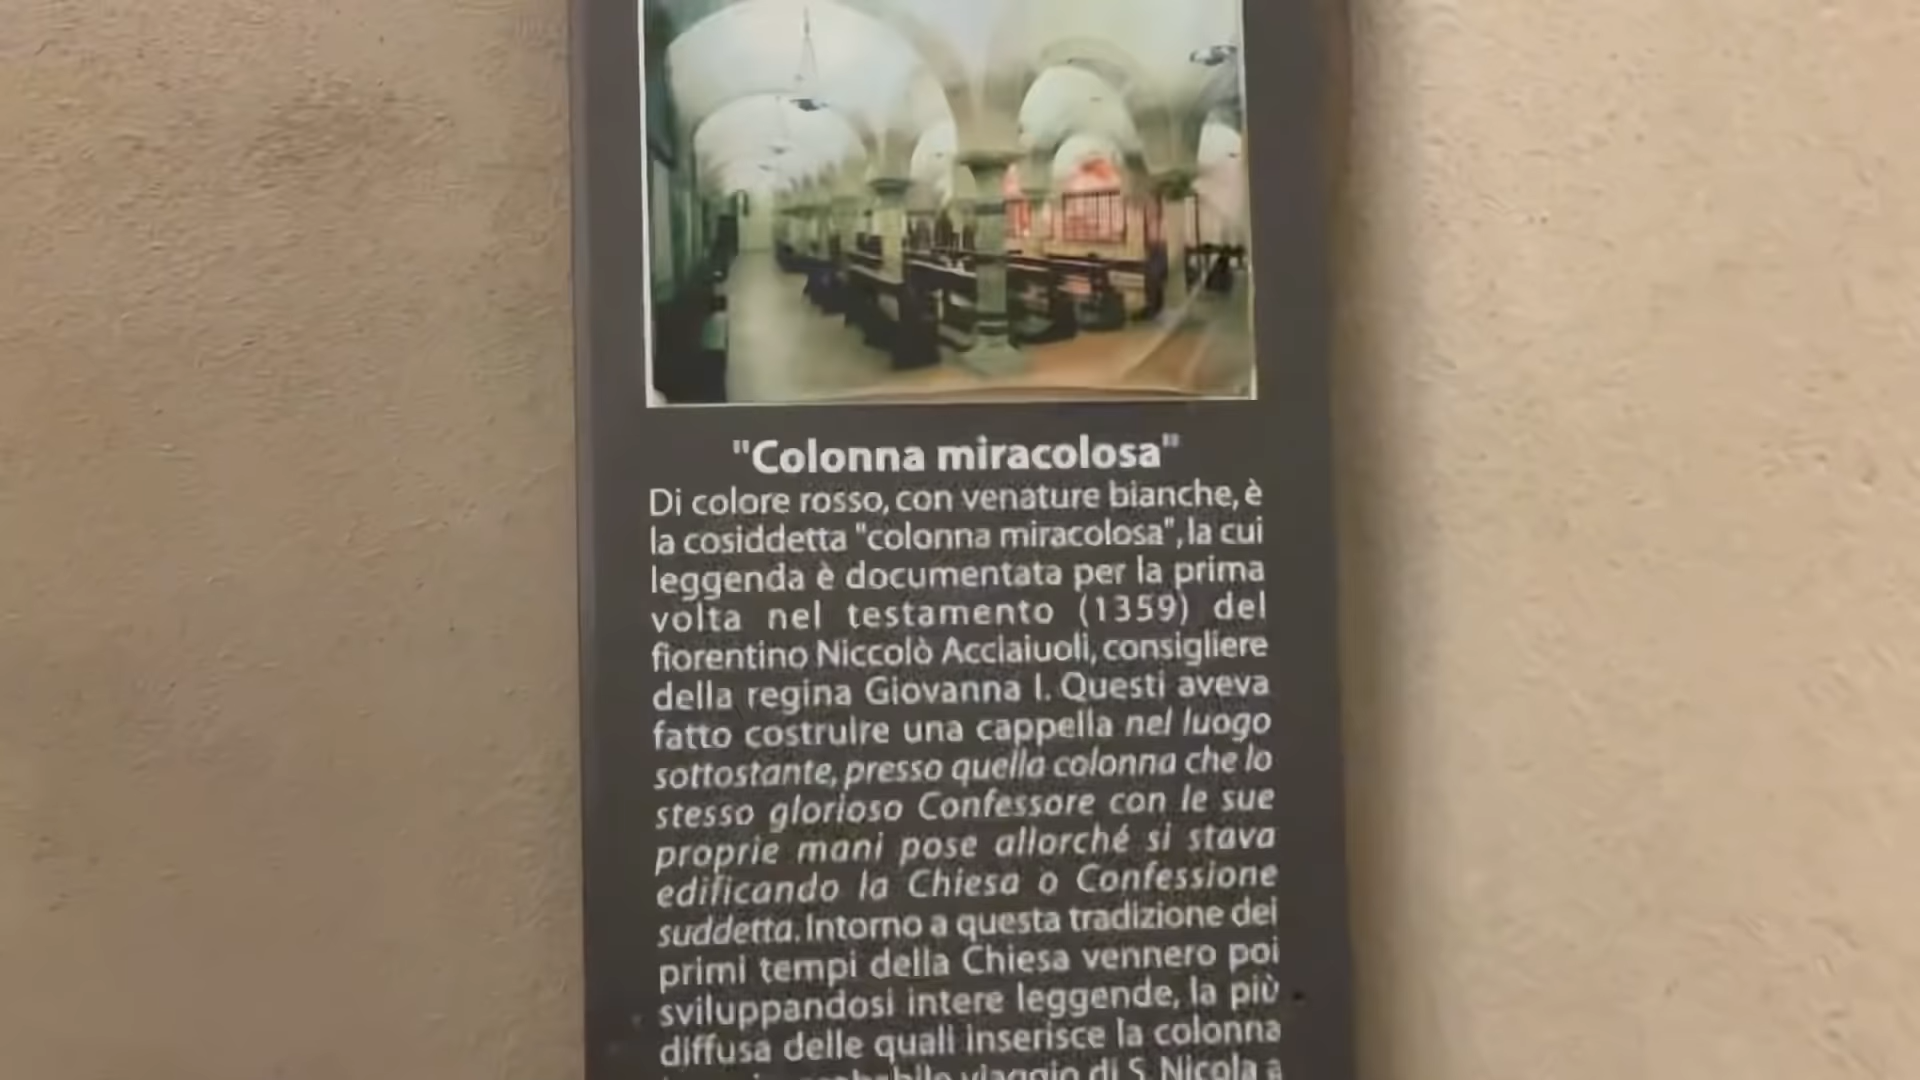 "Colonna miracolosa"
Di colore rosso, con venature bianche, è
la cosiddetta "colonna miracolosa", la cui
leggenda è documentata per la prima
volta nel testamento (1359) del
fiorentino Niccolò Acciaiuoli, consigliere
della regina Giovanna I. Questi aveva
fatto costruire una cappella nel luogo
sottostante, presso quella colonna che lo
stesso glorioso Confessore con le sue
proprie mani pose allorché si stava
edificando la Chiesa o Confessione
suddetta. Intorno a questa tradizione dei
primi tempi della Chiesa vennero poi
sviluppandosi intere leggende, la più
diffusa delle quali inserisce la colonna
viaggio di S. Nicola a